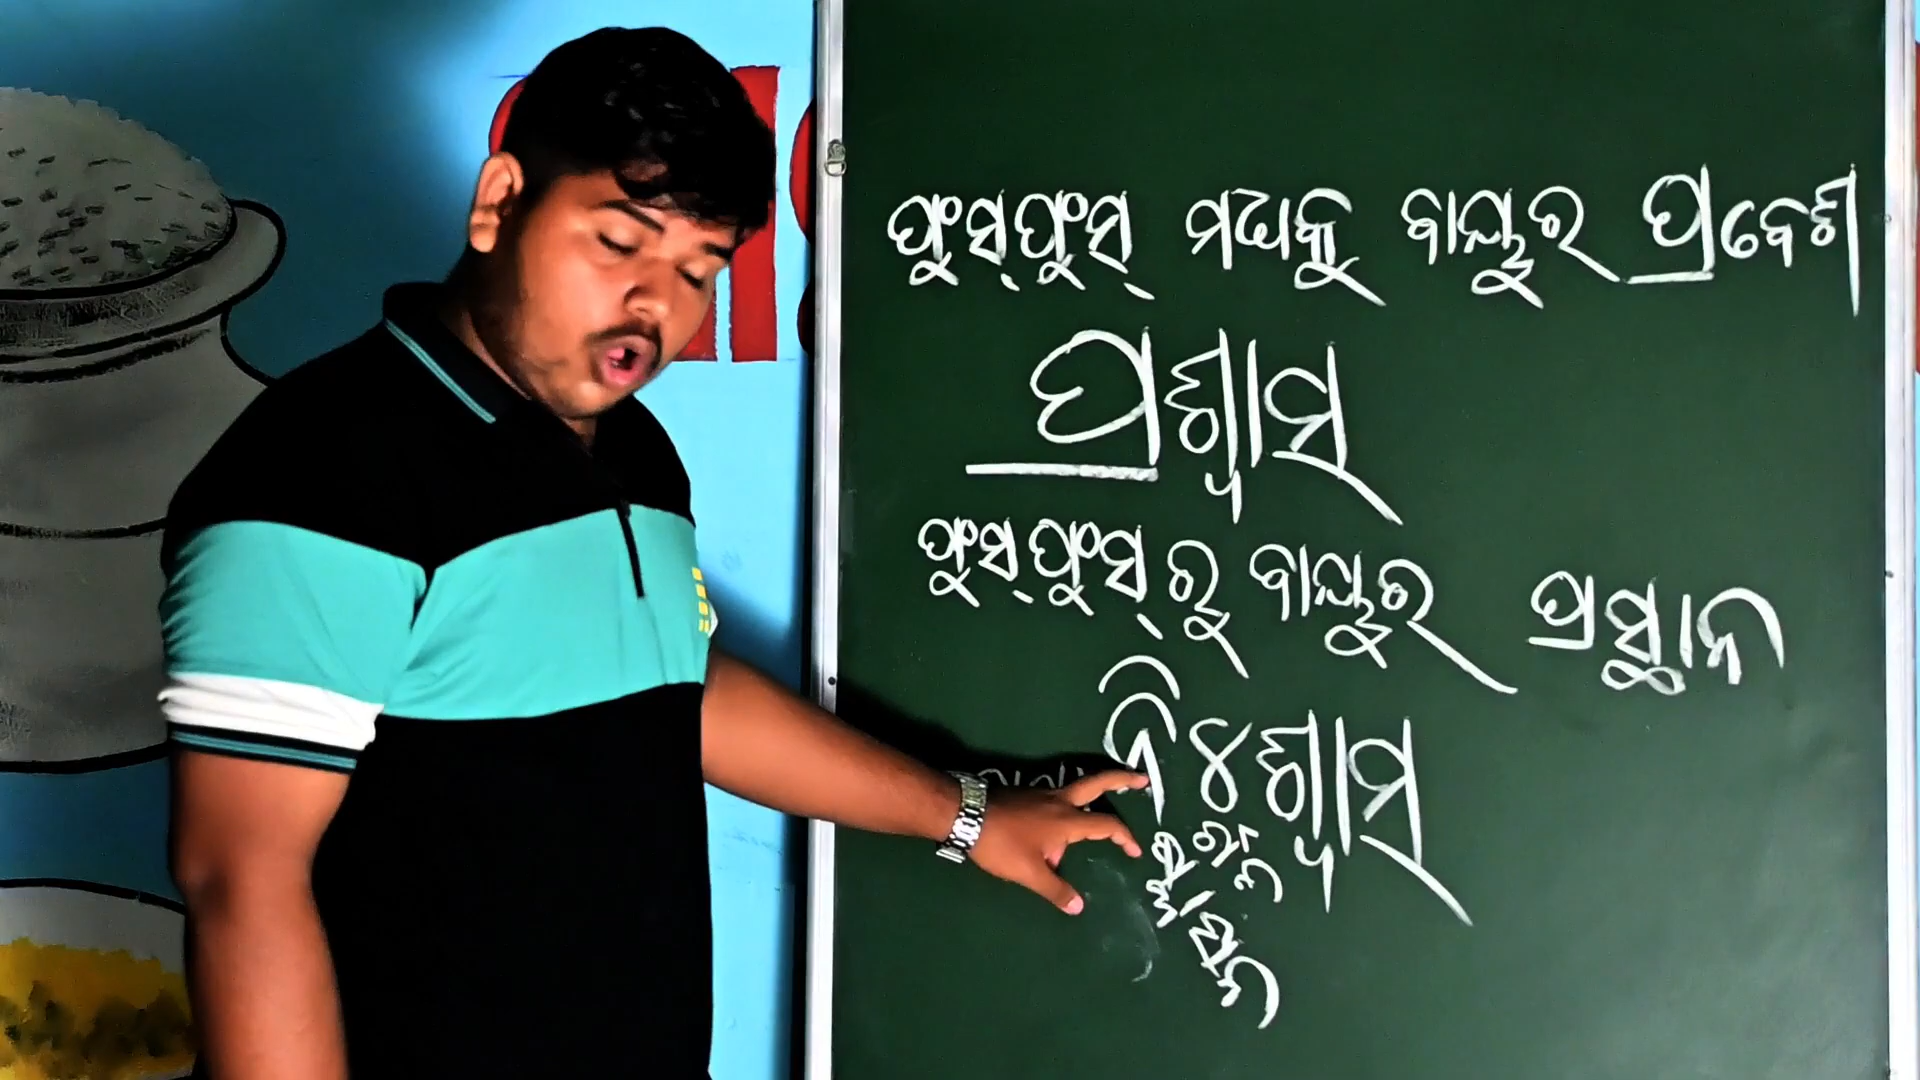 ଫୁସ୍‌ଫୁସ୍ ମଧ୍ୟକୁ ବାୟୁର ପ୍ରବେଶ
ପ୍ରଶ୍ୱାସ
ଫୁସ୍‌ଫୁସ୍ ରୁ ବାୟୁର ପ୍ରସ୍ଥାନ
ନିଃଶ୍ୱାସ